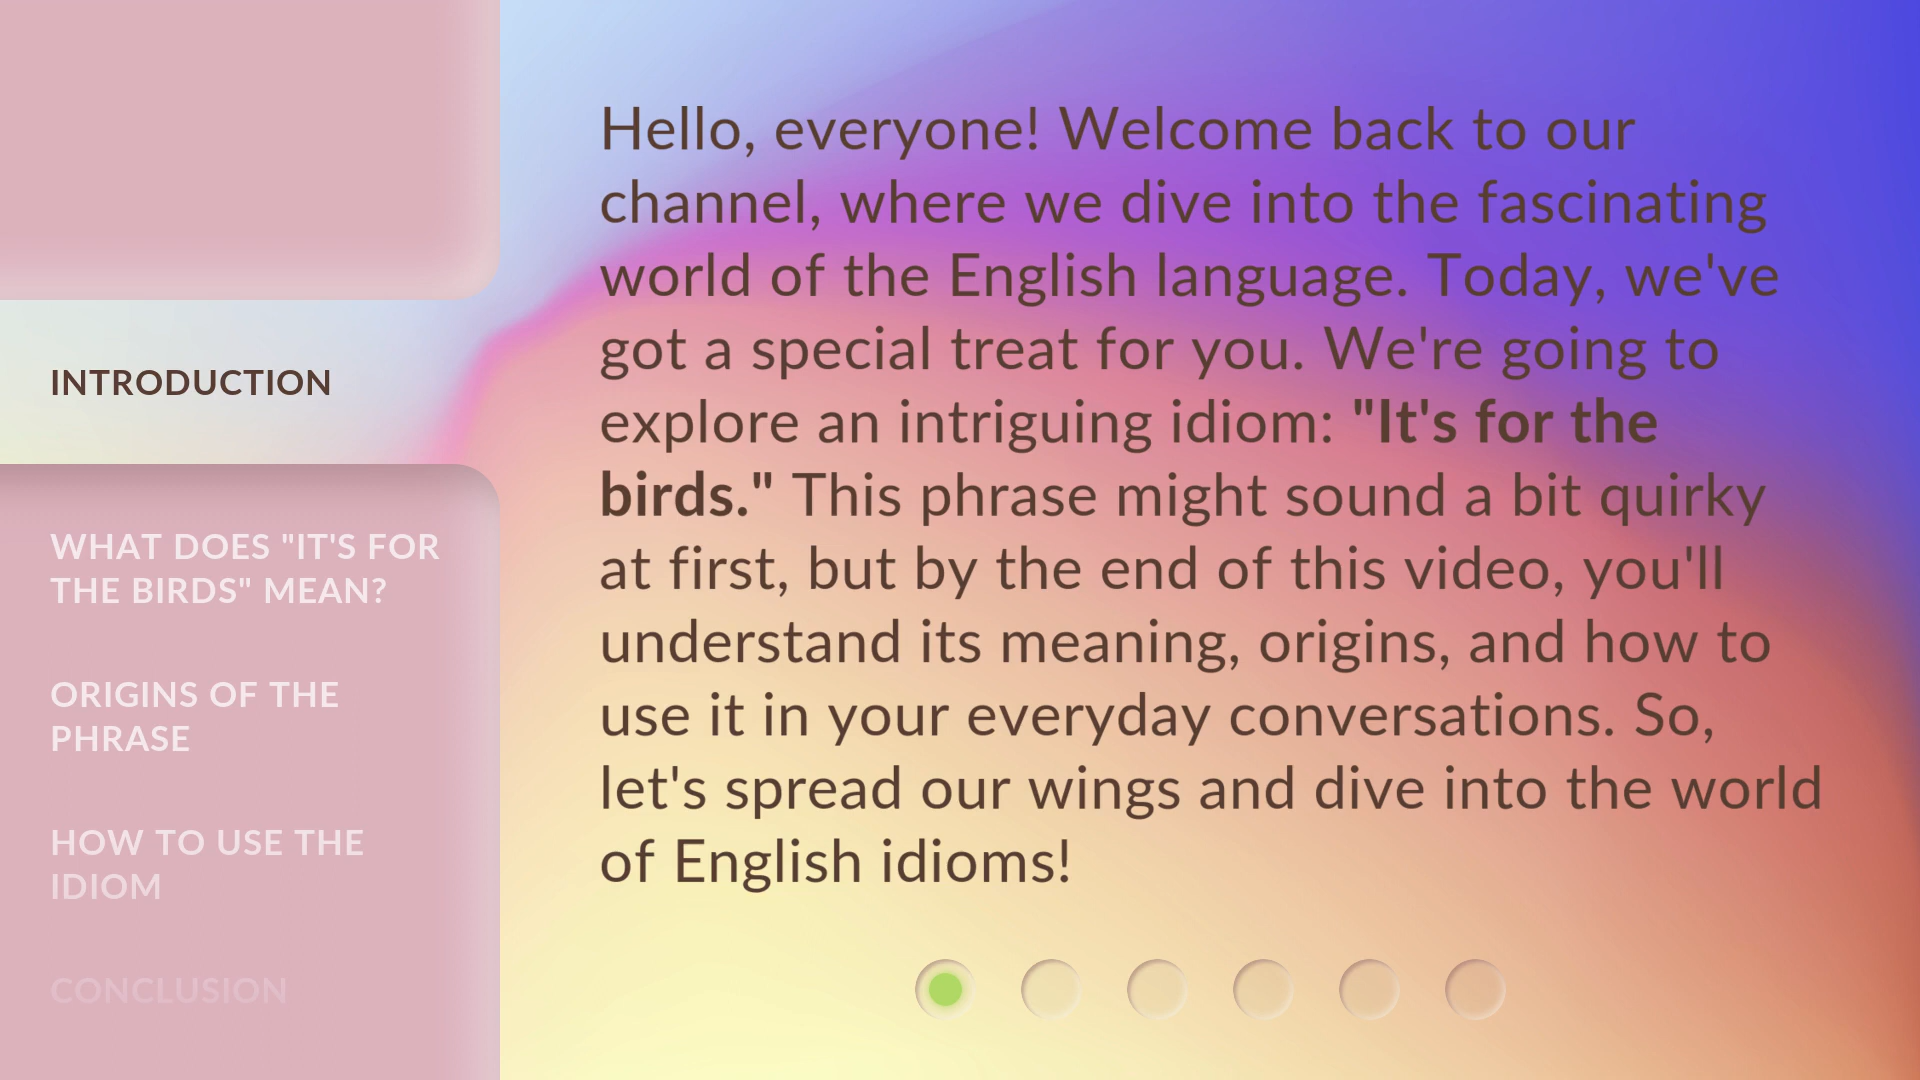 INTRODUCTION
WHAT DOES "IT'S FOR
THE BIRDS" MEAN?
ORIGINS OF THE
PHRASE
HOW TO USE THE
IDIOM
CONCLUSION
Hello, everyone! Welcome back to our
channel, where we dive into the fascinating
world of the English language. Today, we've
got a special treat for you. We're going to
explore an intriguing idiom: "It's for the
birds." This phrase might sound a bit quirky
at first, but by the end of this video, you'll
understand its meaning, origins, and how to
use it in your everyday conversations. So,
let's spread our wings and dive into the world
of English idioms!